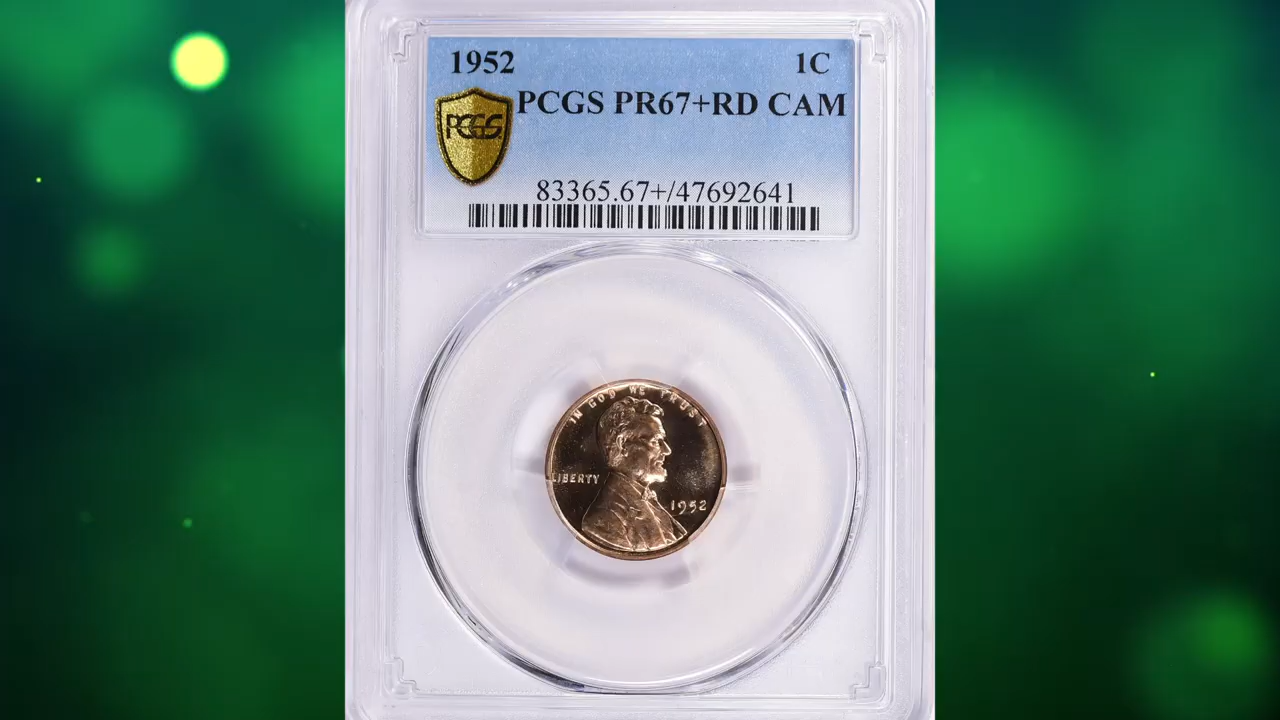 1952 1C
PCGS PR67+RD CAM
PCGS
83365.67+/47692641
IN GOD WE TRUST
LIBERTY
1952